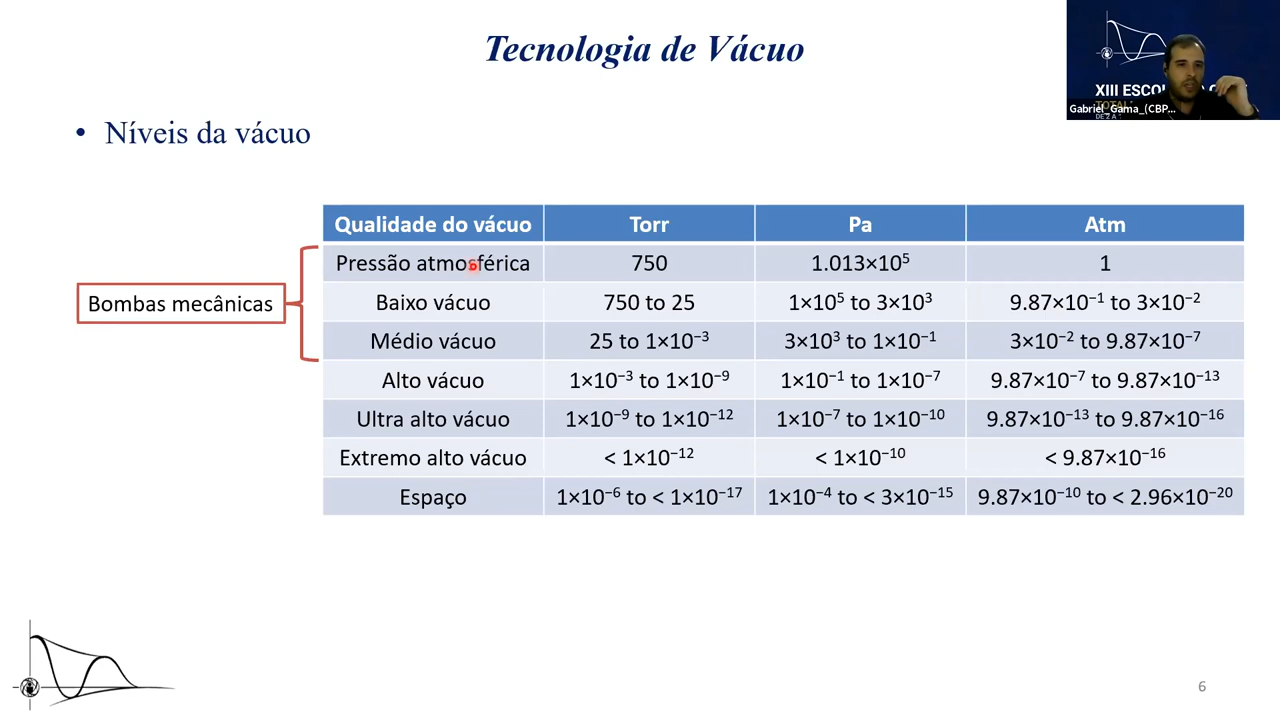 Tecnologia de Vácuo
XIII ESCOL
TOTAL
Gabriel_Gama_(CBP...
• Níveis da vácuo
Qualidade do vácuo Torr Pa Atm
Pressão atmosférica 750 1.013×10⁵ 1
Bombas mecânicas
Baixo vácuo 750 to 25 1×10⁵ to 3×10³ 9.87×10⁻¹ to 3×10⁻²
Médio vácuo 25 to 1×10⁻³ 3×10³ to 1×10⁻¹ 3×10⁻² to 9.87×10⁻⁷
Alto vácuo 1×10⁻³ to 1×10⁻⁹ 1×10⁻¹ to 1×10⁻⁷ 9.87×10⁻⁷ to 9.87×10⁻¹³
Ultra alto vácuo 1×10⁻⁹ to 1×10⁻¹² 1×10⁻⁷ to 1×10⁻¹⁰ 9.87×10⁻¹³ to 9.87×10⁻¹⁶
Extremo alto vácuo < 1×10⁻¹² < 1×10⁻¹⁰ < 9.87×10⁻¹⁶
Espaço 1×10⁻⁶ to < 1×10⁻¹⁷ 1×10⁻⁴ to < 3×10⁻¹⁵ 9.87×10⁻¹⁰ to < 2.96×10⁻²⁰
6